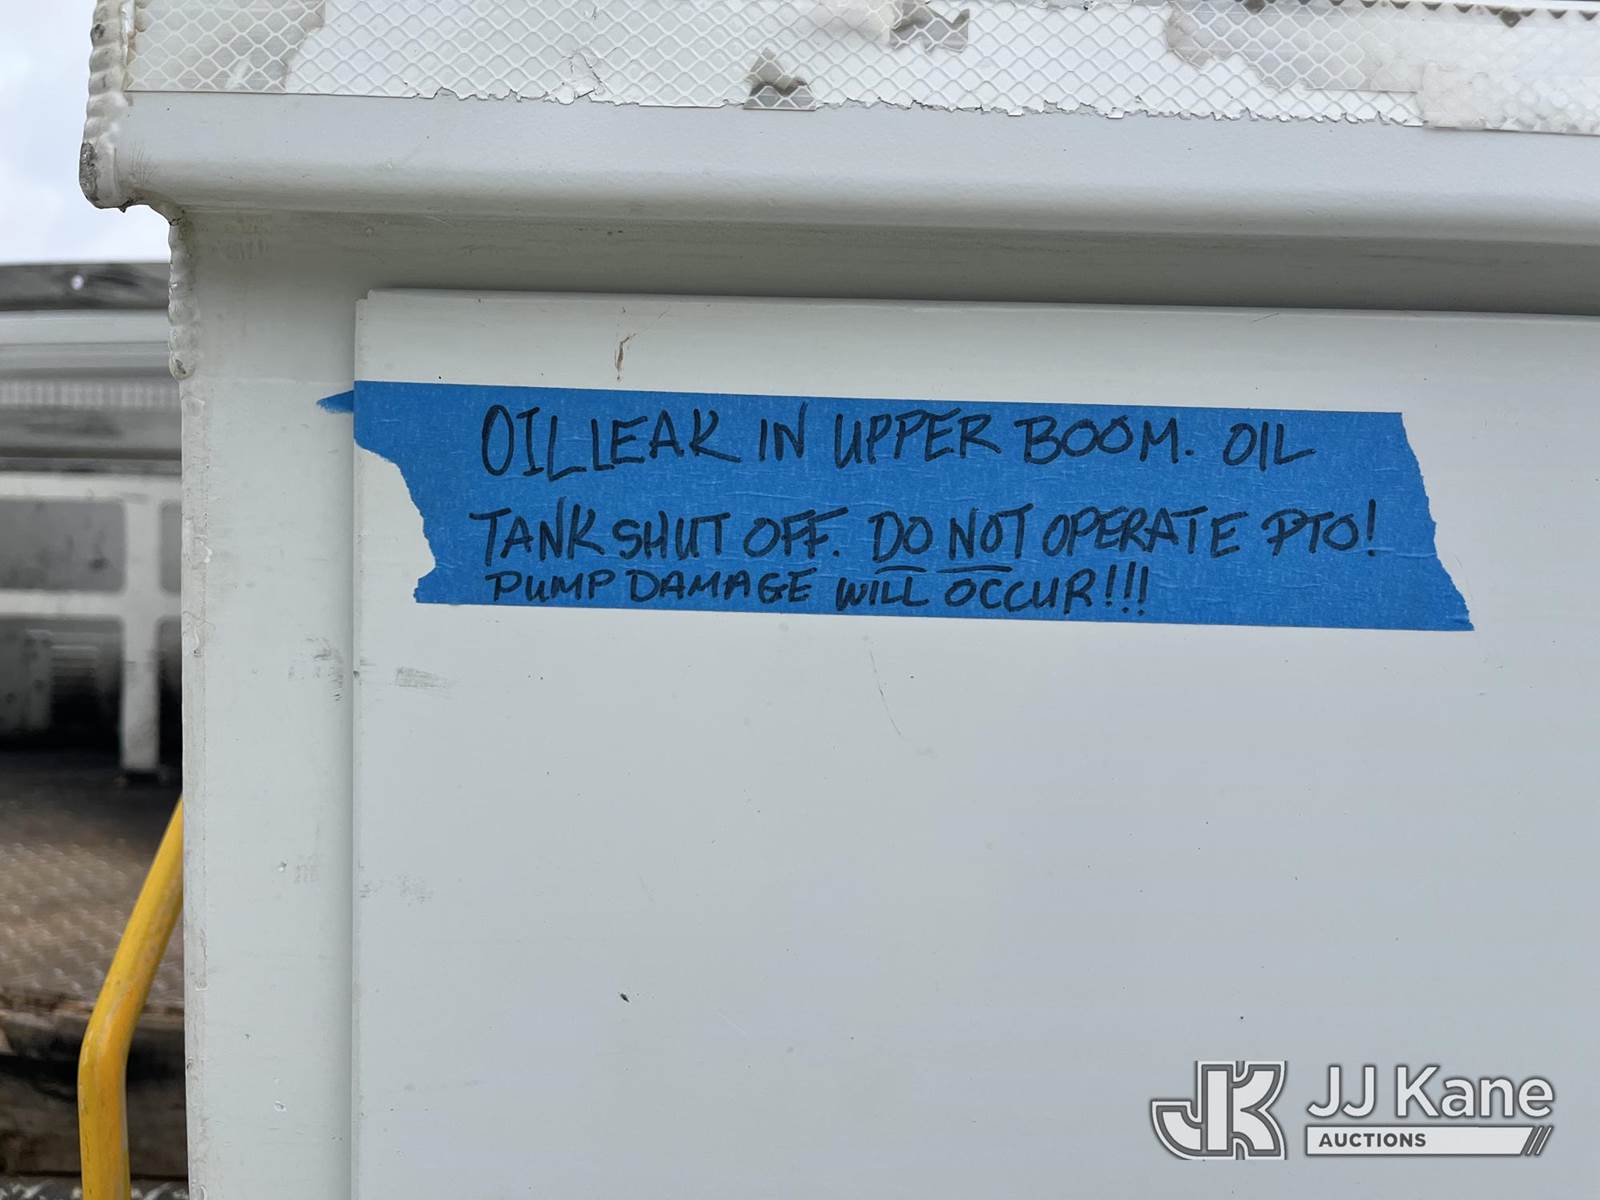 OIL LEAK IN UPPER BOOM. OIL
TANK SHUT OFF. DO NOT OPERATE PTO!
PUMP DAMAGE WILL OCCUR!!!
JK JJ Kane
AUCTIONS